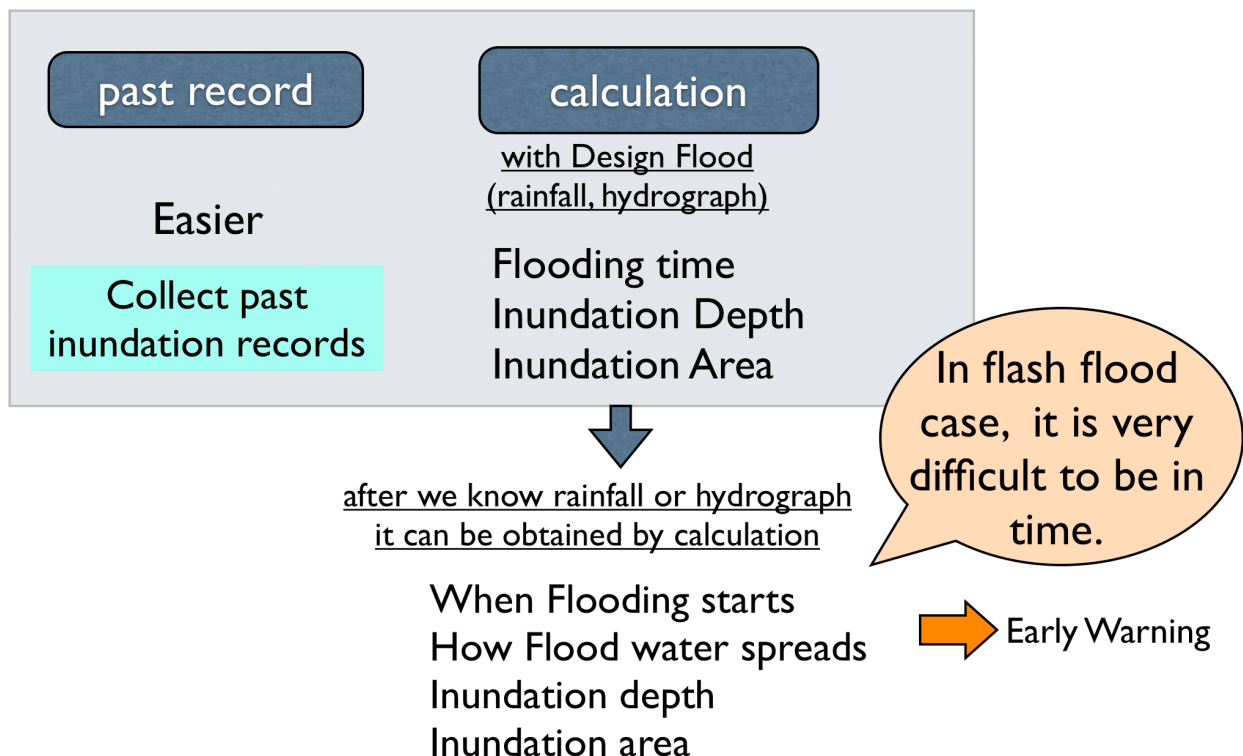 past record
Easier
Collect past
inundation records
calculation
with Design Flood
(rainfall, hydrograph)
Flooding time
Inundation Depth
Inundation Area
In flash flood
case, it is very
difficult to be in
time.
after we know rainfall or hydrograph
it can be obtained by calculation
When Flooding starts
How Flood water spreads
Inundation depth
Inundation area
Early Warning